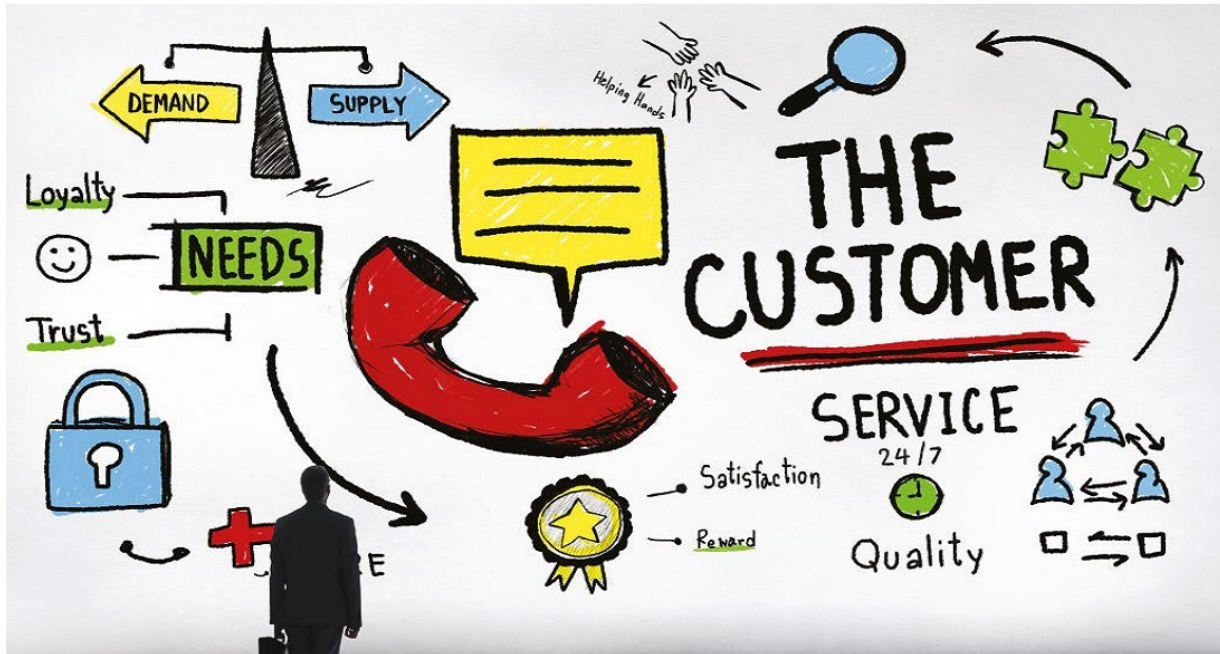 DEMAND
SUPPLY
Helping Hands
Loyalty
NEEDS
Trust
THE
CUSTOMER
SERVICE
24/7
Satisfaction
Reward
Quality